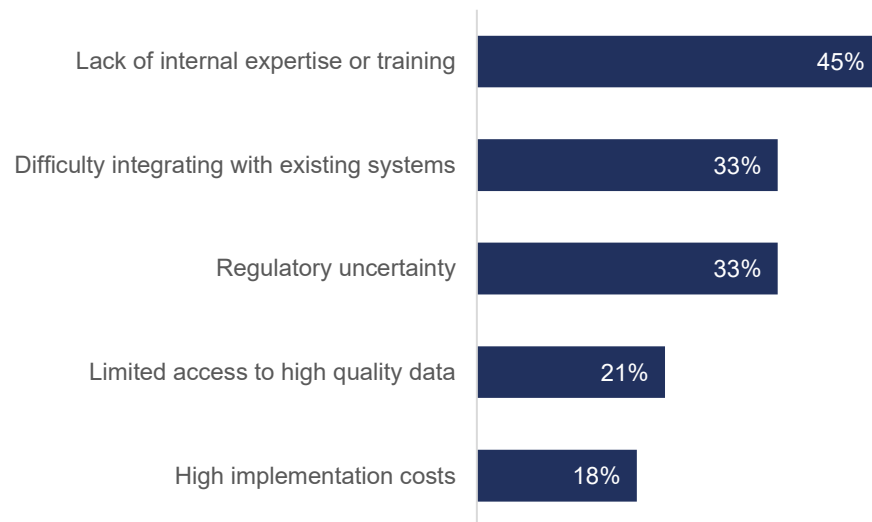 Lack of internal expertise or training 45%
Difficulty integrating with existing systems 33%
Regulatory uncertainty 33%
Limited access to high quality data 21%
High implementation costs 18%